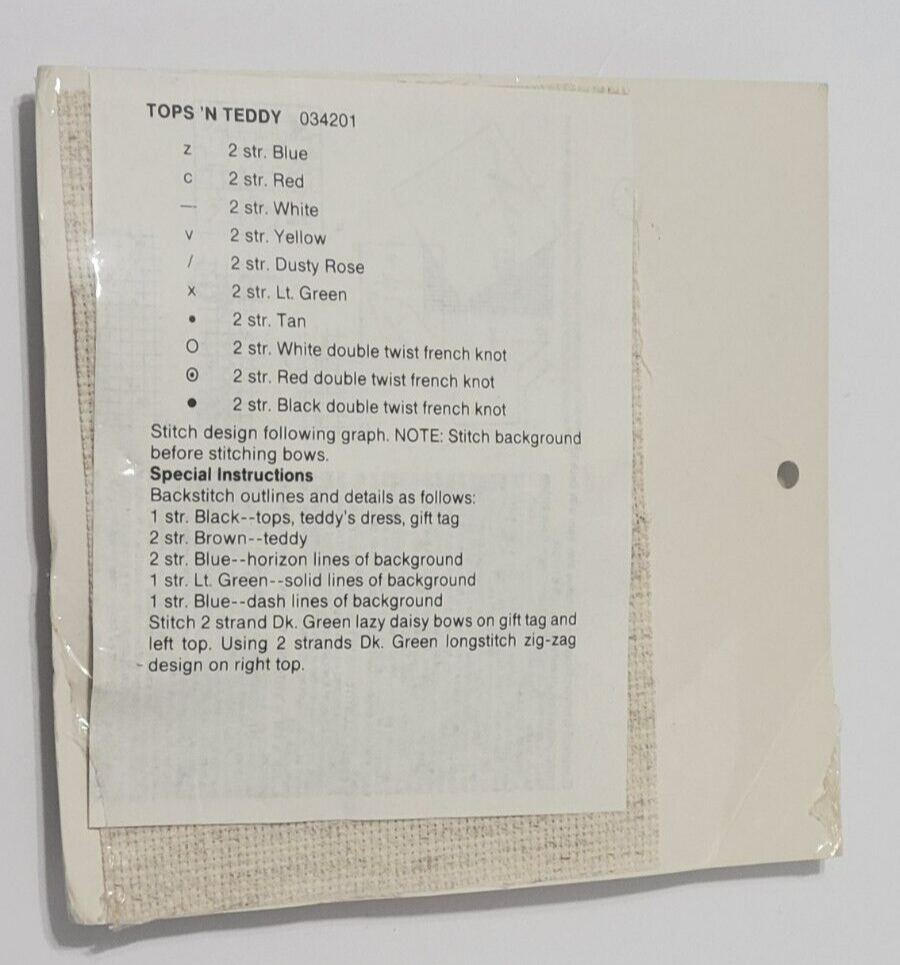 TOPS 'N TEDDY 034201
z 2 str. Blue
c 2 str. Red
— 2 str. White
v 2 str. Yellow
/ 2 str. Dusty Rose
x 2 str. Lt. Green
• 2 str. Tan
O 2 str. White double twist french knot
⊙ 2 str. Red double twist french knot
● 2 str. Black double twist french knot
Stitch design following graph. NOTE: Stitch background
before stitching bows.
Special Instructions
Backstitch outlines and details as follows:
1 str. Black--tops, teddy's dress, gift tag
2 str. Brown--teddy
2 str. Blue--horizon lines of background
1 str. Lt. Green--solid lines of background
1 str. Blue--dash lines of background
Stitch 2 strand Dk. Green lazy daisy bows on gift tag and
left top. Using 2 strands Dk. Green longstitch zig-zag
design on right top.